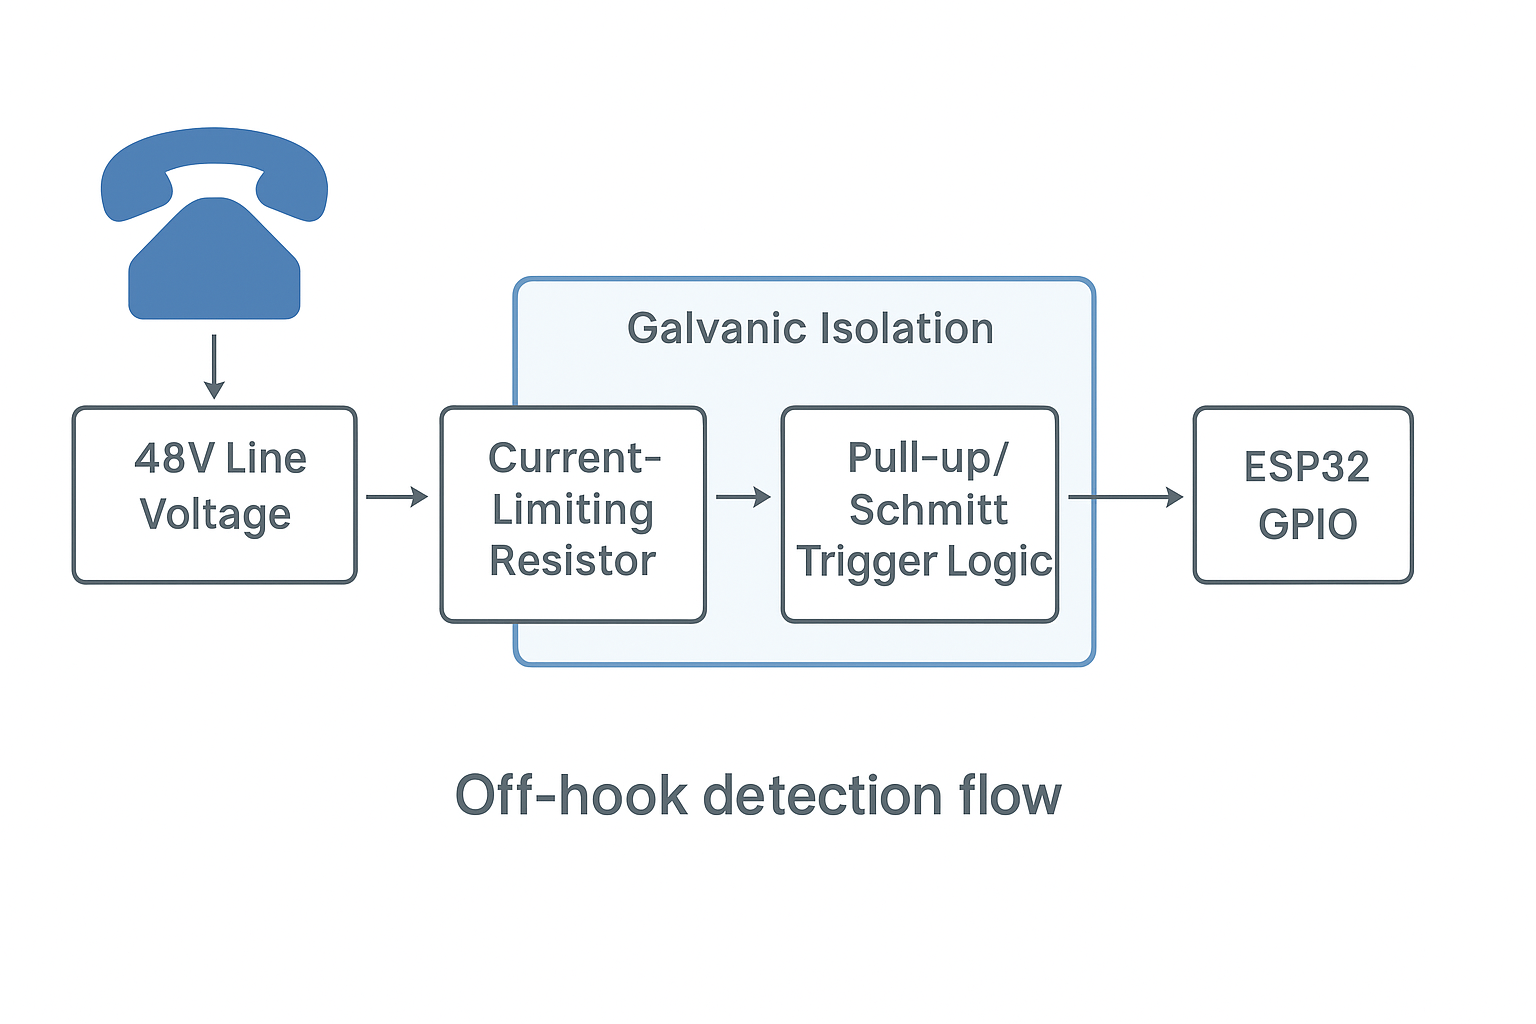 Galvanic Isolation
48V Line
Voltage
Current-
Limiting
Resistor
Pull-up/
Schmitt
Trigger Logic
ESP32
GPIO
Off-hook detection flow